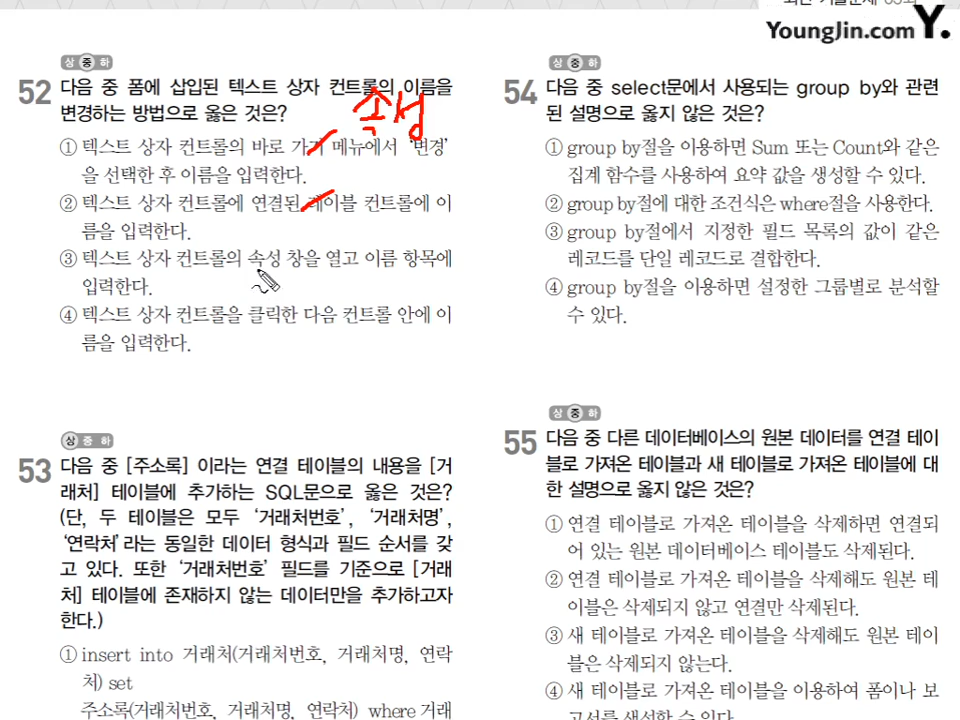 YoungJin.com Y.
상 중 하
52 다음 중 폼에 삽입된 텍스트 상자 컨트롤의 이름을
변경하는 방법으로 옳은 것은?
속성
① 텍스트 상자 컨트롤의 바로 가기 메뉴에서 ‘변경’
을 선택한 후 이름을 입력한다.
② 텍스트 상자 컨트롤에 연결된 레이블 컨트롤에 이
름을 입력한다.
③ 텍스트 상자 컨트롤의 속성 창을 열고 이름 항목에
입력한다.
④ 텍스트 상자 컨트롤을 클릭한 다음 컨트롤 안에 이
름을 입력한다.
상 중 하
53 다음 중 [주소록] 이라는 연결 테이블의 내용을 [거
래처] 테이블에 추가하는 SQL문으로 옳은 것은?
(단, 두 테이블은 모두 ‘거래처번호’, ‘거래처명’,
‘연락처’라는 동일한 데이터 형식과 필드 순서를 갖
고 있다. 또한 ‘거래처번호’ 필드를 기준으로 [거래
처] 테이블에 존재하지 않는 데이터만을 추가하고자
한다.)
① insert into 거래처(거래처번호, 거래처명, 연락
처) set
주소록(거래처번호, 거래처명, 연락처) where 거래
상 중 하
54 다음 중 select문에서 사용되는 group by와 관련
된 설명으로 옳지 않은 것은?
① group by절을 이용하면 Sum 또는 Count와 같은
집계 함수를 사용하여 요약 값을 생성할 수 있다.
② group by절에 대한 조건식은 where절을 사용한다.
③ group by절에서 지정한 필드 목록의 값이 같은
레코드를 단일 레코드로 결합한다.
④ group by절을 이용하면 설정한 그룹별로 분석할
수 있다.
상 중 하
55 다음 중 다른 데이터베이스의 원본 데이터를 연결 테이
블로 가져온 테이블과 새 테이블로 가져온 테이블에 대
한 설명으로 옳지 않은 것은?
① 연결 테이블로 가져온 테이블을 삭제하면 연결되
어 있는 원본 데이터베이스 테이블도 삭제된다.
② 연결 테이블로 가져온 테이블을 삭제해도 원본 테
이블은 삭제되지 않고 연결만 삭제된다.
③ 새 테이블로 가져온 테이블을 삭제해도 원본 테이
블은 삭제되지 않는다.
④ 새 테이블로 가져온 테이블을 이용하여 폼이나 보
고서를 생성할 수 있다.